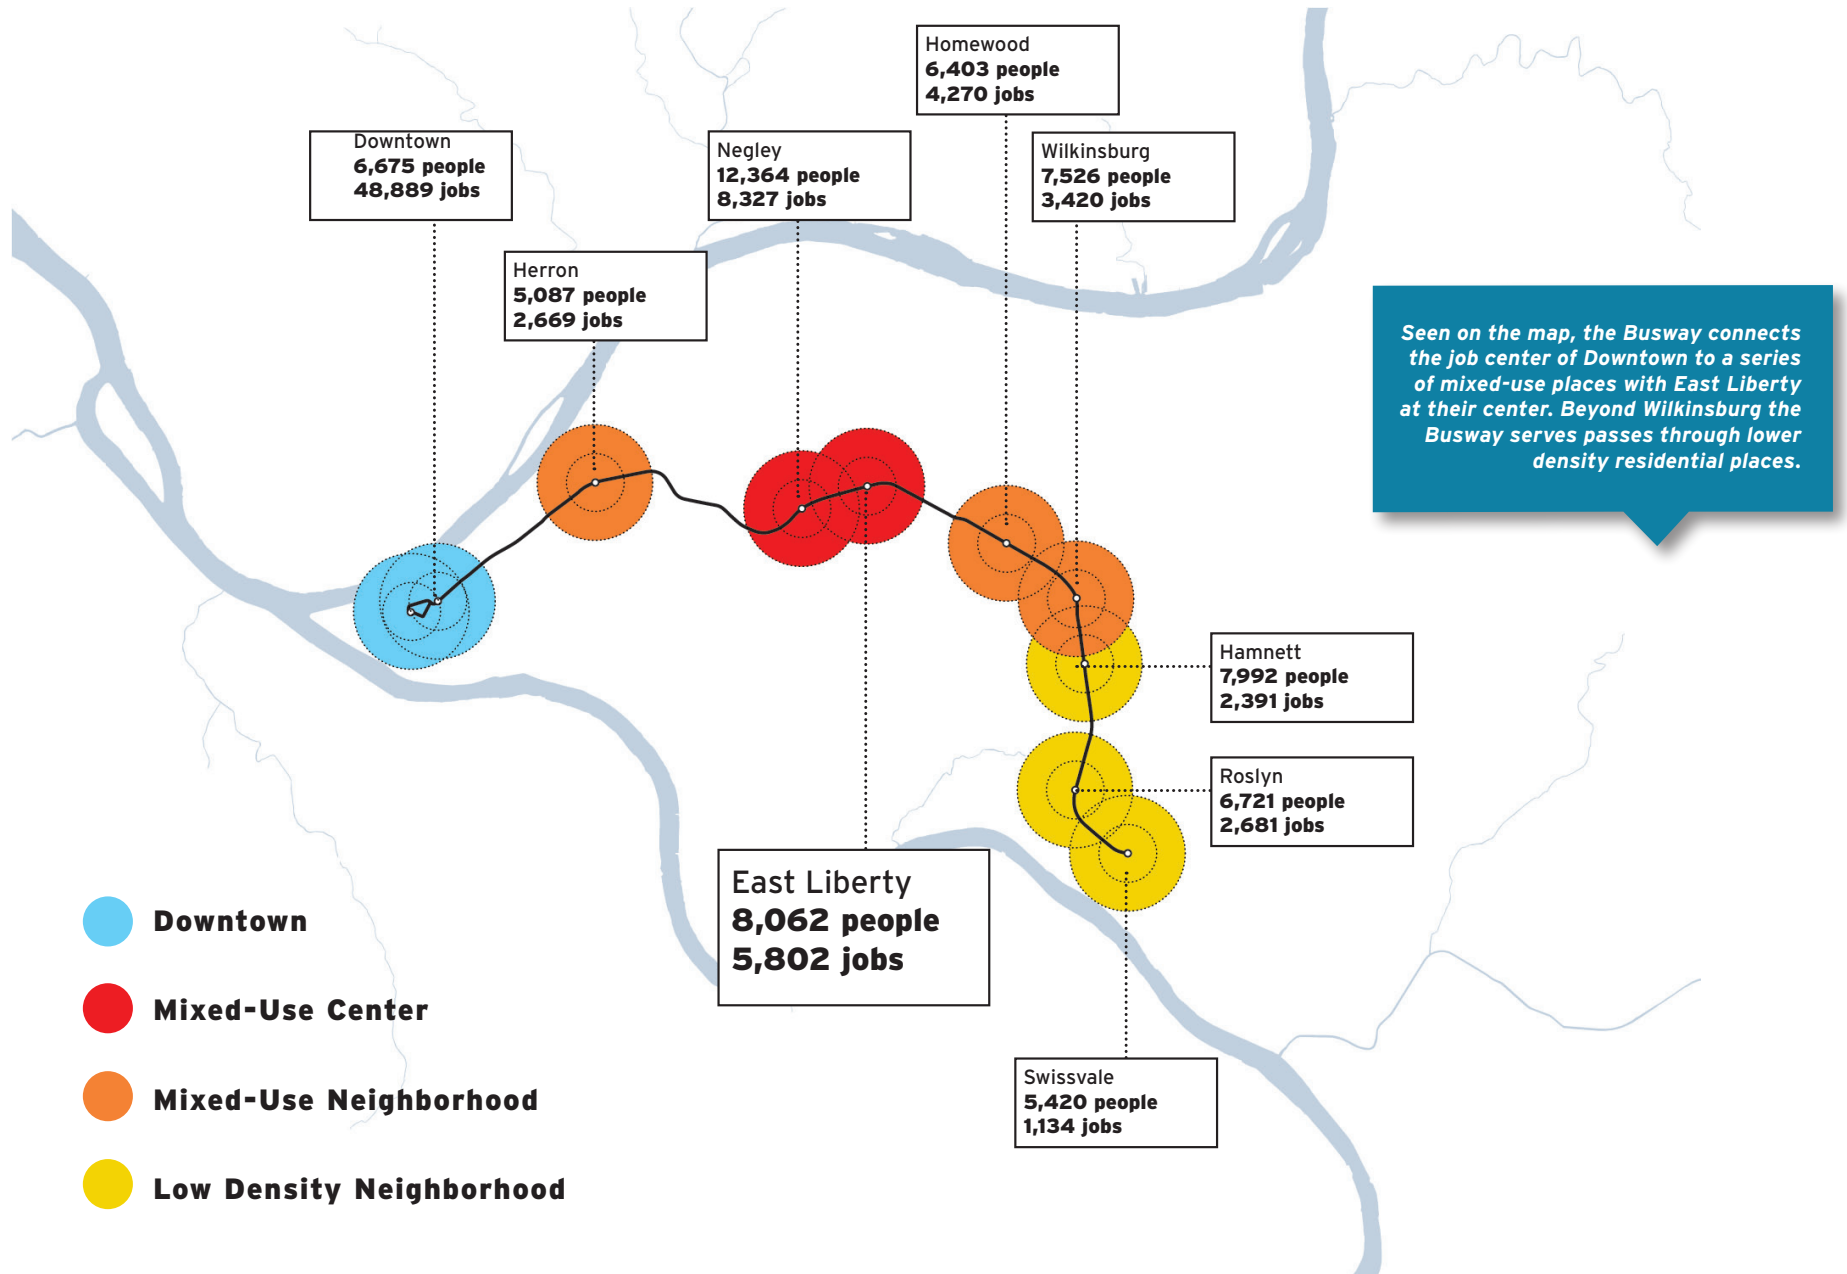 Homewood
6,403 people
4,270 jobs
Downtown
6,675 people
48,889 jobs
Negley
12,364 people
8,327 jobs
Wilkinsburg
7,526 people
3,420 jobs
Herron
5,087 people
2,669 jobs
Seen on the map, the Busway connects
the job center of Downtown to a series
of mixed-use places with East Liberty
at their center. Beyond Wilkinsburg the
Busway serves passes through lower
density residential places.
Hamnett
7,992 people
2,391 jobs
Roslyn
6,721 people
2,681 jobs
East Liberty
8,062 people
5,802 jobs
Swissvale
5,420 people
1,134 jobs
Downtown
Mixed-Use Center
Mixed-Use Neighborhood
Low Density Neighborhood